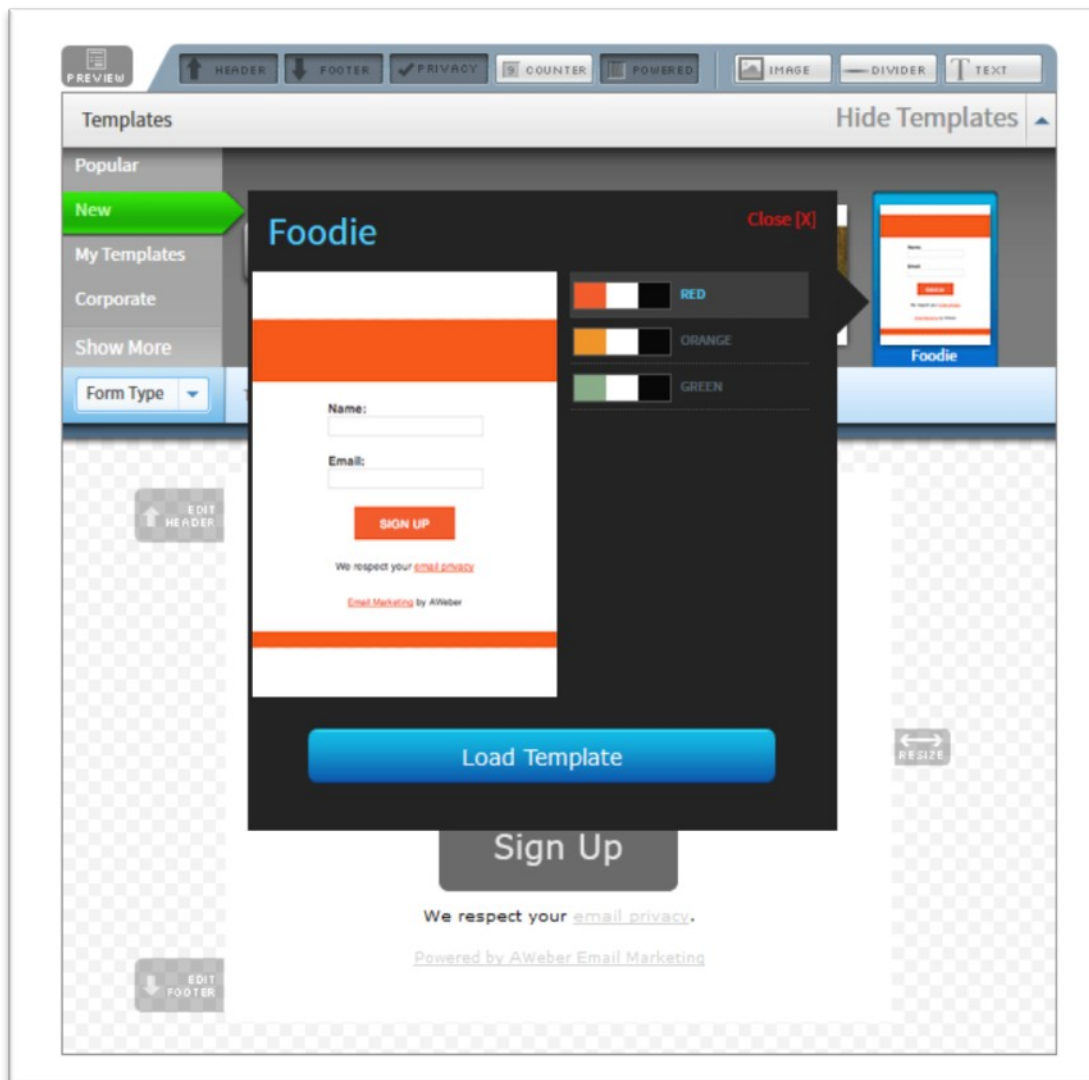 PREVIEW
HEADER
FOOTER
PRIVACY
9 COUNTER
POWERED
IMAGE
DIVIDER
T TEXT
Templates
Hide Templates
Popular
New
My Templates
Corporate
Show More
Form Type
Foodie
Close [X]
RED
ORANGE
GREEN
Name:
Email:
SIGN UP
We respect your email privacy
Email Marketing by AWeber
Load Template
Foodie
EDIT
HEADER
RESIZE
Sign Up
We respect your email privacy.
Powered by AWeber Email Marketing
EDIT
FOOTER